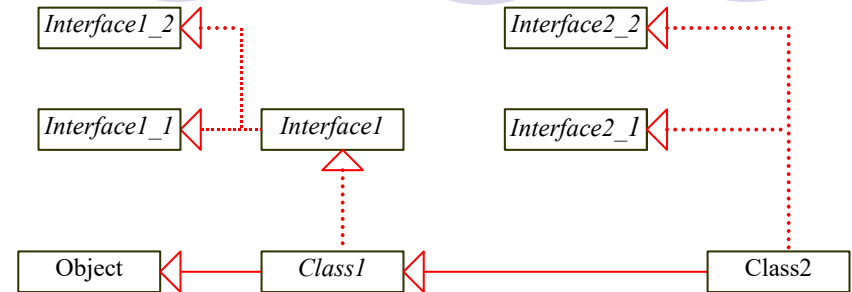 Interface1_2
Interface2_2
Interface1_1
Interface1
Interface2_1
Object
Class1
Class2